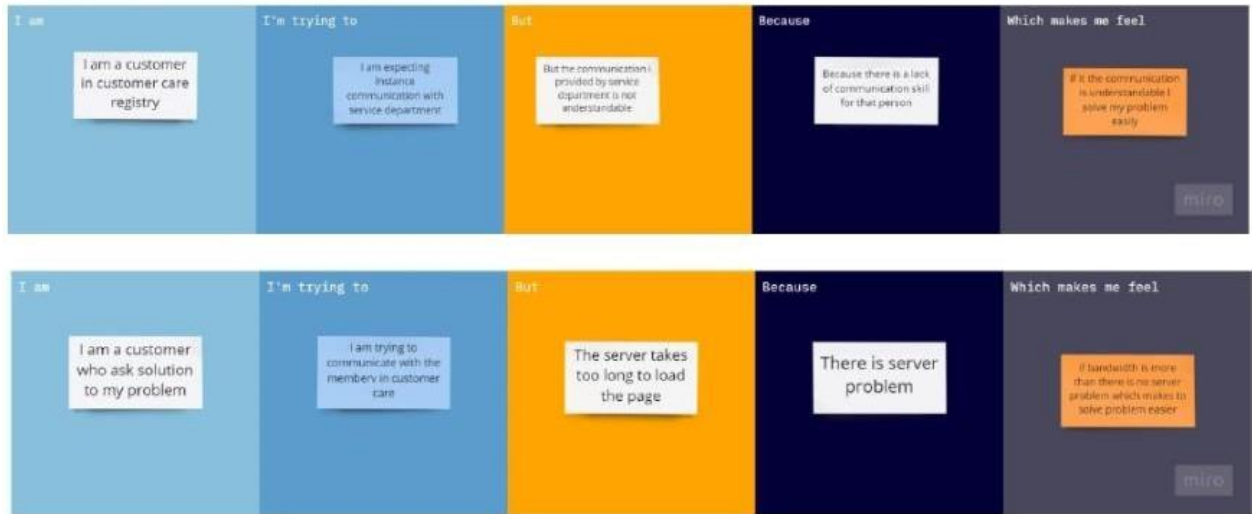 I am
I'm trying to
But
Because
Which makes me feel
I am a customer
in customer care
registry
I am expecting
instance
communication with
service department
But the communication i
provided by service
department is not
understandable
Because there is a lack
of communication skill
for that person
If it the communication
is understandable I
solve my problem
easily
miro
I am
I'm trying to
But
Because
Which makes me feel
I am a customer
who ask solution
to my problem
I am trying to
communicate with the
memberv in customer
care
The server takes
too long to load
the page
There is server
problem
if bandwidth is more
than there is no server
problem which makes to
solve problem easier
miro